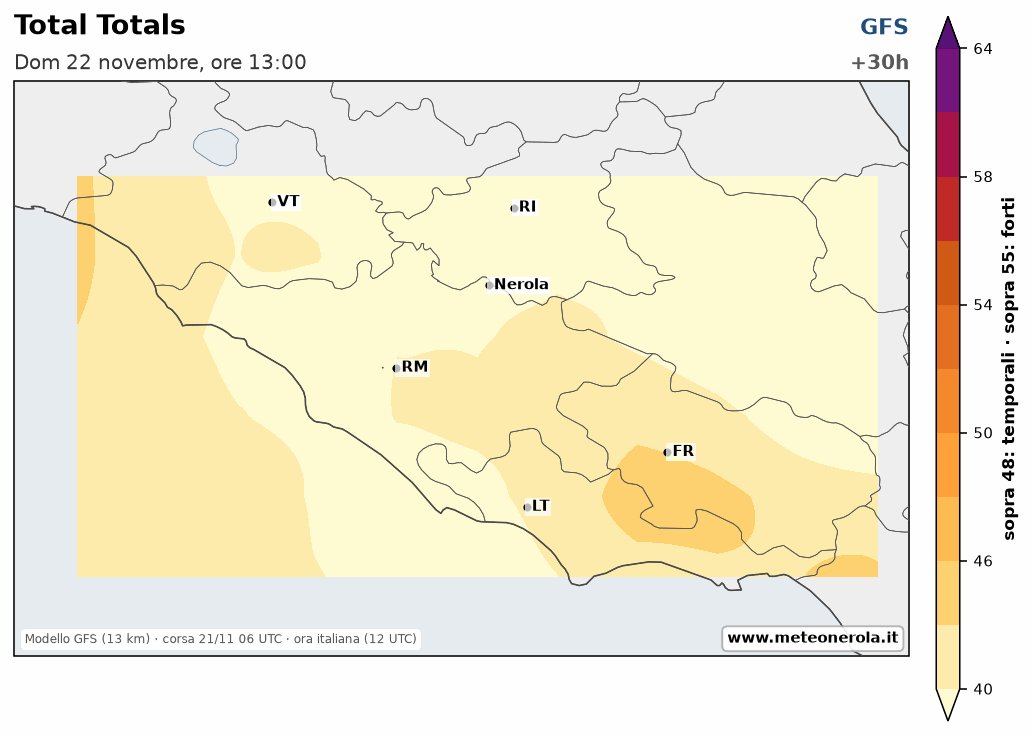 Total Totals
GFS
Dom 22 novembre, ore 13:00
+30h
64
58
54
50
46
40
sopra 48: temporali · sopra 55: forti
VT
RI
Nerola
RM
FR
LT
Modello GFS (13 km) · corsa 21/11 06 UTC · ora italiana (12 UTC)
www.meteonerola.it